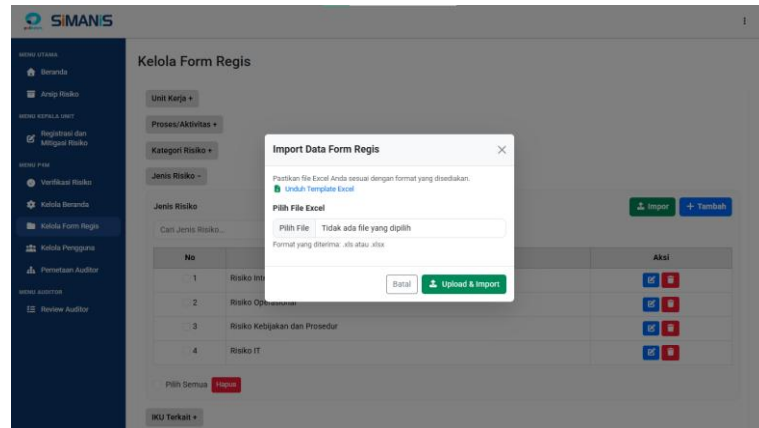 SIMANIS
MENU UTAMA
Beranda
Arsip Risiko
MENU KEPALA UNIT
Registrasi dan
Mitigasi Risiko
MENU P4M
Verifikasi Risiko
Kelola Beranda
Kelola Form Regis
Kelola Pengguna
Pemetaan Auditor
MENU AUDITOR
Review Auditor
Kelola Form Regis
Unit Kerja +
Proses/Aktivitas +
Kategori Risiko +
Jenis Risiko -
Jenis Risiko
Impor
+ Tambah
Cari Jenis Risiko...
No
Aksi
1
Risiko Inte
2
Risiko Operasional
3
Risiko Kebijakan dan Prosedur
4
Risiko IT
Pilih Semua
Hapus
IKU Terkait +
Import Data Form Regis
Pastikan file Excel Anda sesuai dengan format yang disediakan.
Unduh Template Excel
Pilih File Excel
Pilih File
Tidak ada file yang dipilih
Format yang diterima: .xls atau .xlsx
Batal
Upload & Import